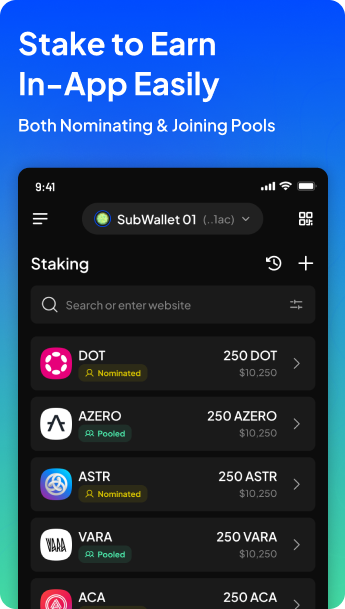 Stake to Earn
In-App Easily
Both Nominating & Joining Pools
9:41
SubWallet 01 (..1ac)
Staking
Search or enter website
DOT 250 DOT
Nominated $10,250
AZERO 250 AZERO
Pooled $10,250
ASTR 250 ASTR
Nominated $10,250
VARA
VARA 250 VARA
Pooled $10,250
ACA 250 ACA